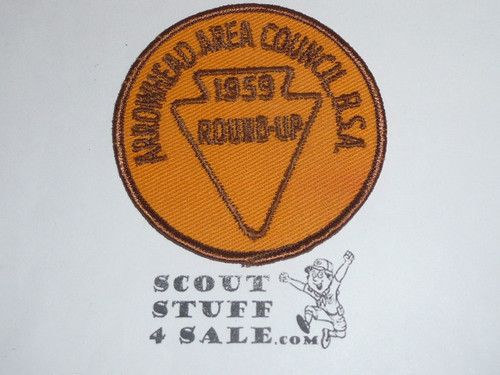 ARROWHEAD AREA COUNCIL B.S.A
1959
ROUND-UP
SCOUT
STUFF
4 SALE.COM